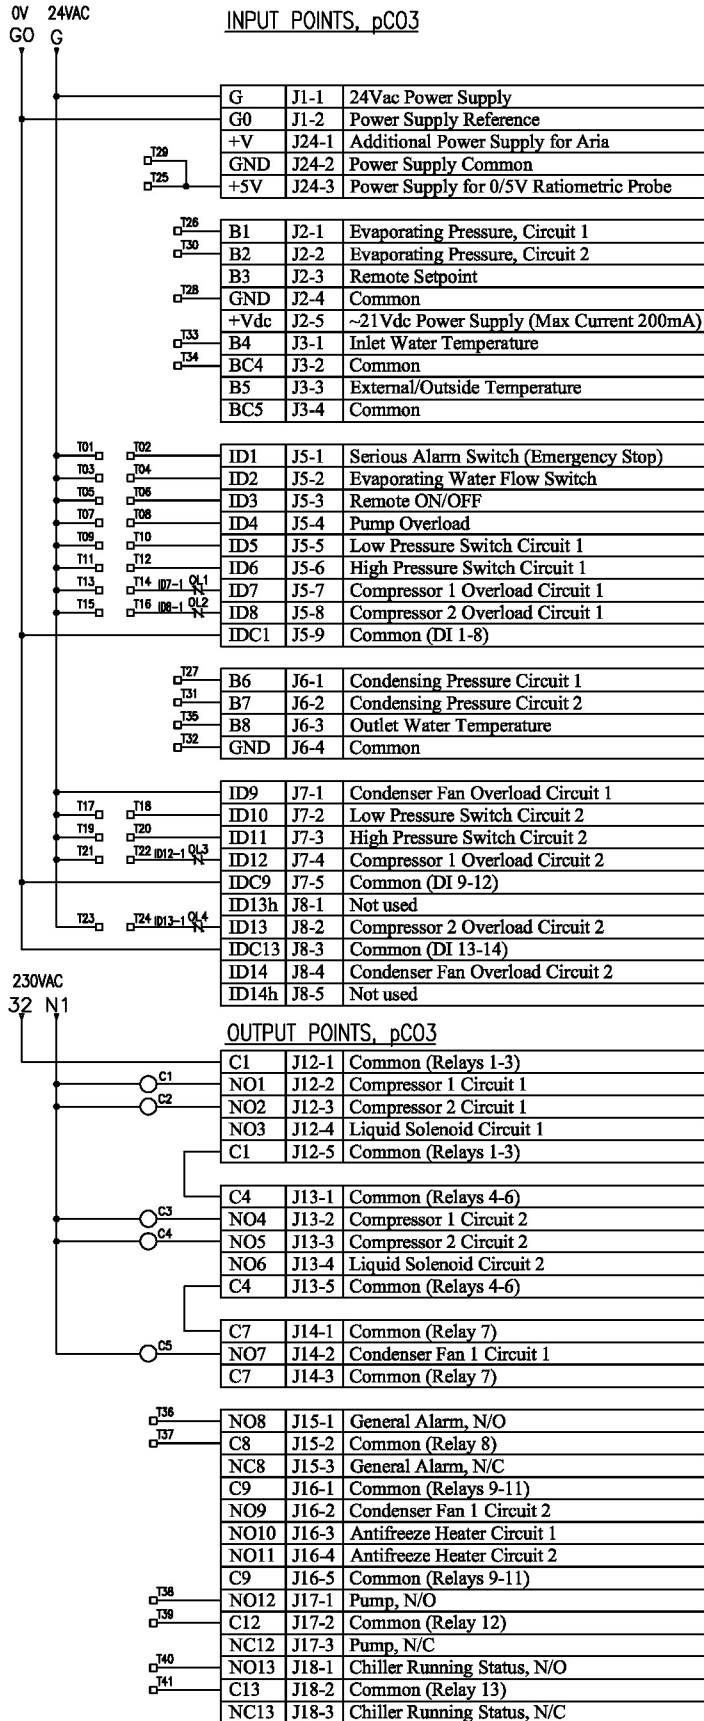 0V 24VAC
G0 G
INPUT POINTS, pCO3
G J1-1 24Vac Power Supply
G0 J1-2 Power Supply Reference
+V J24-1 Additional Power Supply for Aria
T29 GND J24-2 Power Supply Common
T25 +5V J24-3 Power Supply for 0/5V Ratiometric Probe
T26 B1 J2-1 Evaporating Pressure, Circuit 1
T30 B2 J2-2 Evaporating Pressure, Circuit 2
B3 J2-3 Remote Setpoint
T28 GND J2-4 Common
+Vdc J2-5 ~21Vdc Power Supply (Max Current 200mA)
T33 B4 J3-1 Inlet Water Temperature
T34 BC4 J3-2 Common
B5 J3-3 External/Outside Temperature
BC5 J3-4 Common
T01 T02 ID1 J5-1 Serious Alarm Switch (Emergency Stop)
T03 T04 ID2 J5-2 Evaporating Water Flow Switch
T05 T06 ID3 J5-3 Remote ON/OFF
T07 T08 ID4 J5-4 Pump Overload
T09 T10 ID5 J5-5 Low Pressure Switch Circuit 1
T11 T12 ID6 J5-6 High Pressure Switch Circuit 1
T13 T14 ID7-1 OL1 ID7 J5-7 Compressor 1 Overload Circuit 1
T15 T16 ID8-1 OL2 ID8 J5-8 Compressor 2 Overload Circuit 1
IDC1 J5-9 Common (DI 1-8)
T27 B6 J6-1 Condensing Pressure Circuit 1
T31 B7 J6-2 Condensing Pressure Circuit 2
T35 B8 J6-3 Outlet Water Temperature
T32 GND J6-4 Common
ID9 J7-1 Condenser Fan Overload Circuit 1
T17 T18 ID10 J7-2 Low Pressure Switch Circuit 2
T19 T20 ID11 J7-3 High Pressure Switch Circuit 2
T21 T22 ID12-1 OL3 ID12 J7-4 Compressor 1 Overload Circuit 2
IDC9 J7-5 Common (DI 9-12)
ID13h J8-1 Not used
T23 T24 ID13-1 OL4 ID13 J8-2 Compressor 2 Overload Circuit 2
IDC13 J8-3 Common (DI 13-14)
ID14 J8-4 Condenser Fan Overload Circuit 2
ID14h J8-5 Not used
230VAC
32 N1
OUTPUT POINTS, pCO3
C1 J12-1 Common (Relays 1-3)
C1 NO1 J12-2 Compressor 1 Circuit 1
C2 NO2 J12-3 Compressor 2 Circuit 1
NO3 J12-4 Liquid Solenoid Circuit 1
C1 J12-5 Common (Relays 1-3)
C4 J13-1 Common (Relays 4-6)
C3 NO4 J13-2 Compressor 1 Circuit 2
C4 NO5 J13-3 Compressor 2 Circuit 2
NO6 J13-4 Liquid Solenoid Circuit 2
C4 J13-5 Common (Relays 4-6)
C7 J14-1 Common (Relay 7)
C5 NO7 J14-2 Condenser Fan 1 Circuit 1
C7 J14-3 Common (Relay 7)
T36 NO8 J15-1 General Alarm, N/O
T37 C8 J15-2 Common (Relay 8)
NC8 J15-3 General Alarm, N/C
C9 J16-1 Common (Relays 9-11)
NO9 J16-2 Condenser Fan 1 Circuit 2
NO10 J16-3 Antifreeze Heater Circuit 1
NO11 J16-4 Antifreeze Heater Circuit 2
C9 J16-5 Common (Relays 9-11)
T38 NO12 J17-1 Pump, N/O
T39 C12 J17-2 Common (Relay 12)
NC12 J17-3 Pump, N/C
T40 NO13 J18-1 Chiller Running Status, N/O
T41 C13 J18-2 Common (Relay 13)
NC13 J18-3 Chiller Running Status, N/C